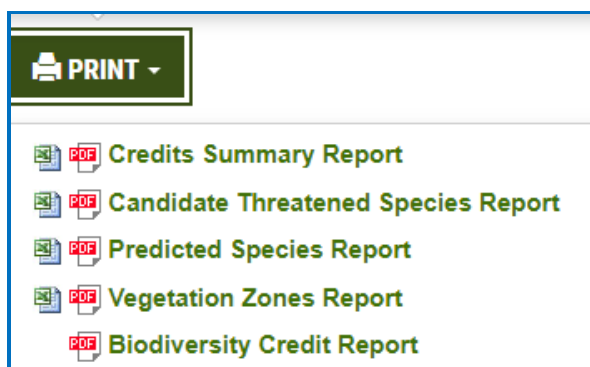 PRINT
PDF Credits Summary Report
PDF Candidate Threatened Species Report
PDF Predicted Species Report
PDF Vegetation Zones Report
PDF Biodiversity Credit Report